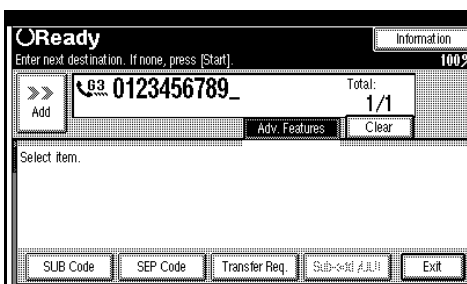 Ready
Information
Enter next destination. If none, press [Start].
100%
>> Add
G3 0123456789_
Total:
1/1
Adv. Features
Clear
Select item.
SUB Code
SEP Code
Transfer Req.
Exit